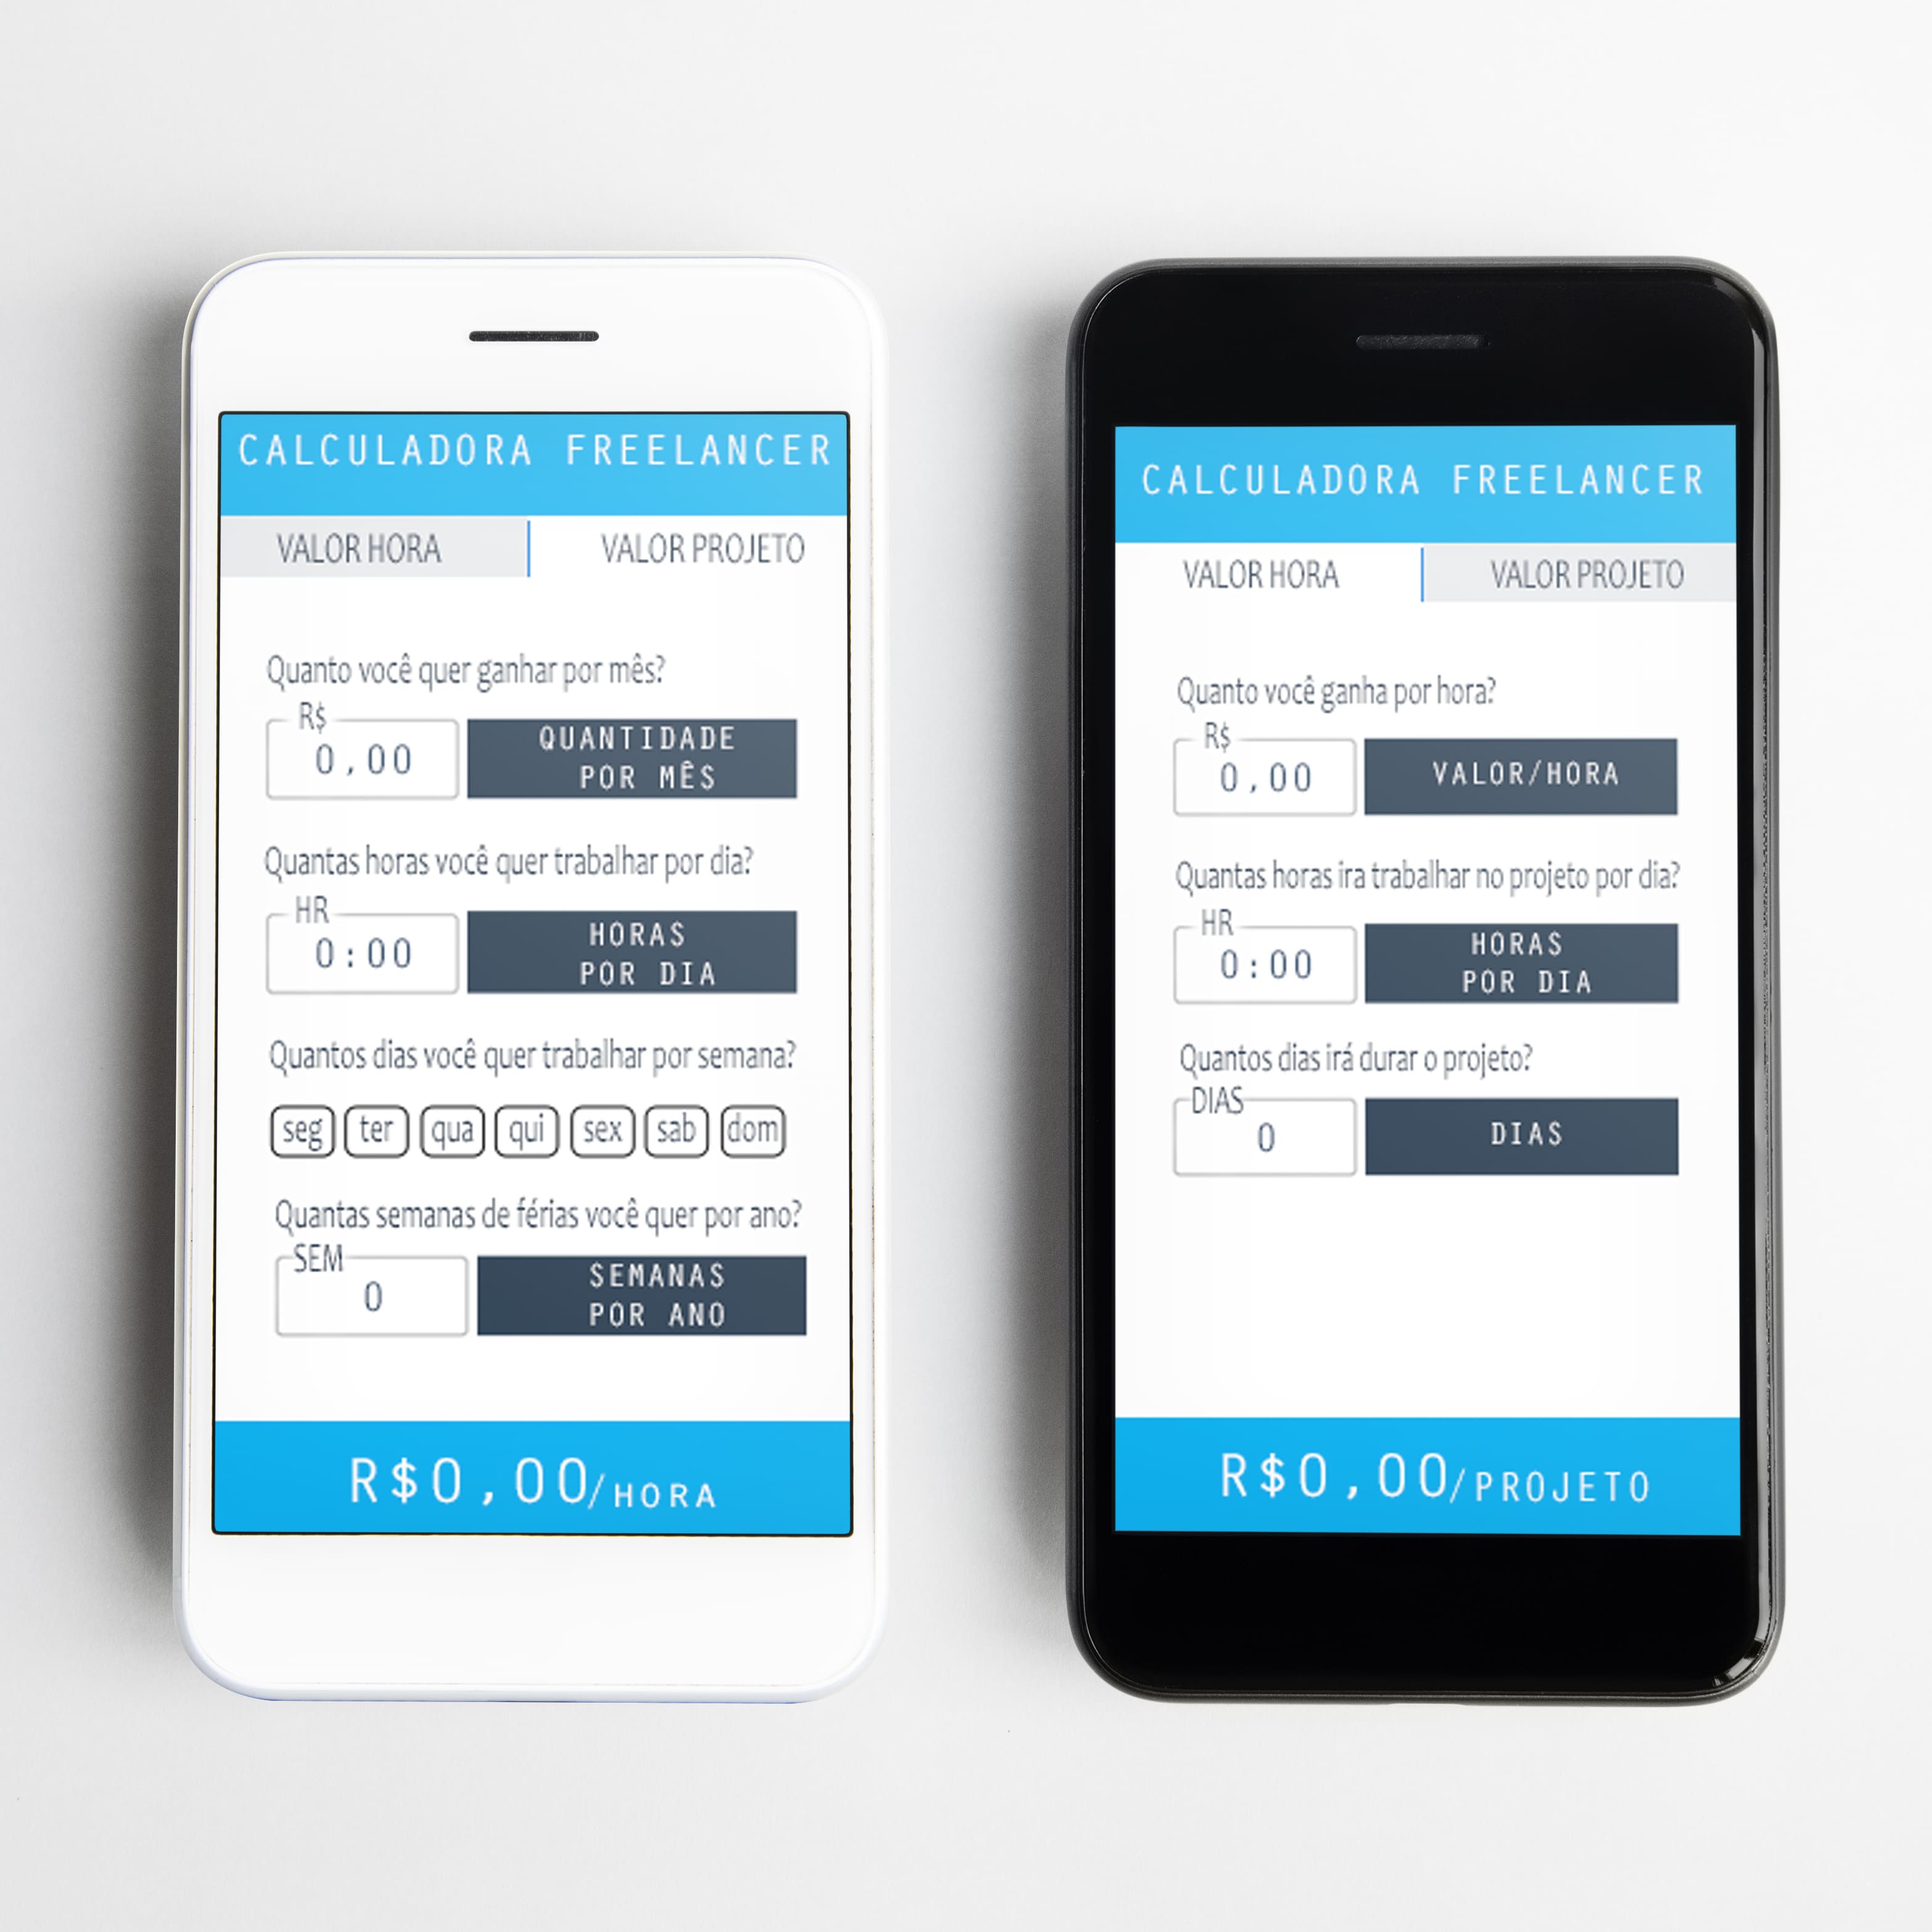 CALCULADORA FREELANCER
VALOR HORA
VALOR PROJETO
Quanto você quer ganhar por mês?
R$
0,00
QUANTIDADE
POR MÊS
Quantas horas você quer trabalhar por dia?
HR
0:00
HORAS
POR DIA
Quantos dias você quer trabalhar por semana?
seg ter qua qui sex sab dom
Quantas semanas de férias você quer por ano?
SEM
0
SEMANAS
POR ANO
R$0,00/HORA
CALCULADORA FREELANCER
VALOR HORA
VALOR PROJETO
Quanto você ganha por hora?
R$
0,00
VALOR/HORA
Quantas horas ira trabalhar no projeto por dia?
HR
0:00
HORAS
POR DIA
Quantos dias irá durar o projeto?
DIAS
0
DIAS
R$0,00/PROJETO